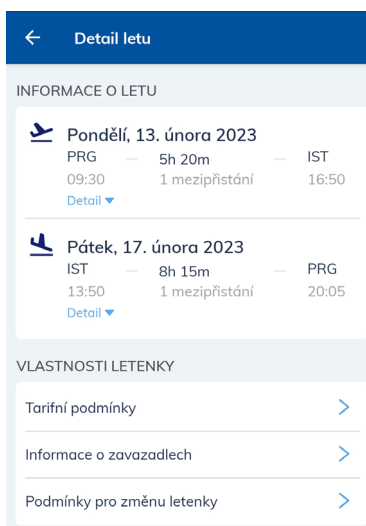 Detail letu
INFORMACE O LETU
Pondělí, 13. února 2023
PRG --- 5h 20m --- IST
09:30 1 mezipřistání 16:50
Detail
Pátek, 17. února 2023
IST --- 8h 15m --- PRG
13:50 1 mezipřistání 20:05
Detail
VLASTNOSTI LETENKY
Tarifní podmínky
Informace o zavazadlech
Podmínky pro změnu letenky